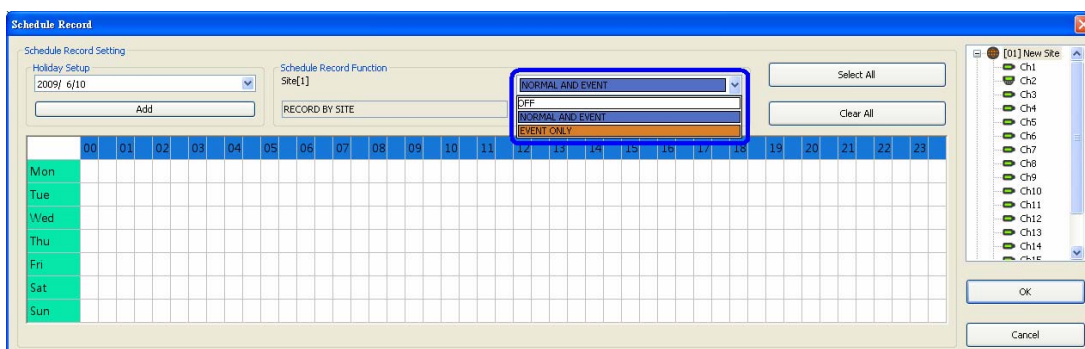 Schedule Record
Schedule Record Setting
Holiday Setup
2009/ 6/10
Add
Schedule Record Function
Site[1]
RECORD BY SITE
NORMAL AND EVENT
OFF
NORMAL AND EVENT
EVENT ONLY
Select All
Clear All
00 01 02 03 04 05 06 07 08 09 10 11 12 13 14 15 16 17 18 19 20 21 22 23
Mon
Tue
Wed
Thu
Fri
Sat
Sun
[01] New Site
Ch1
Ch2
Ch3
Ch4
Ch5
Ch6
Ch7
Ch8
Ch9
Ch10
Ch11
Ch12
Ch13
Ch14
Ch15
OK
Cancel